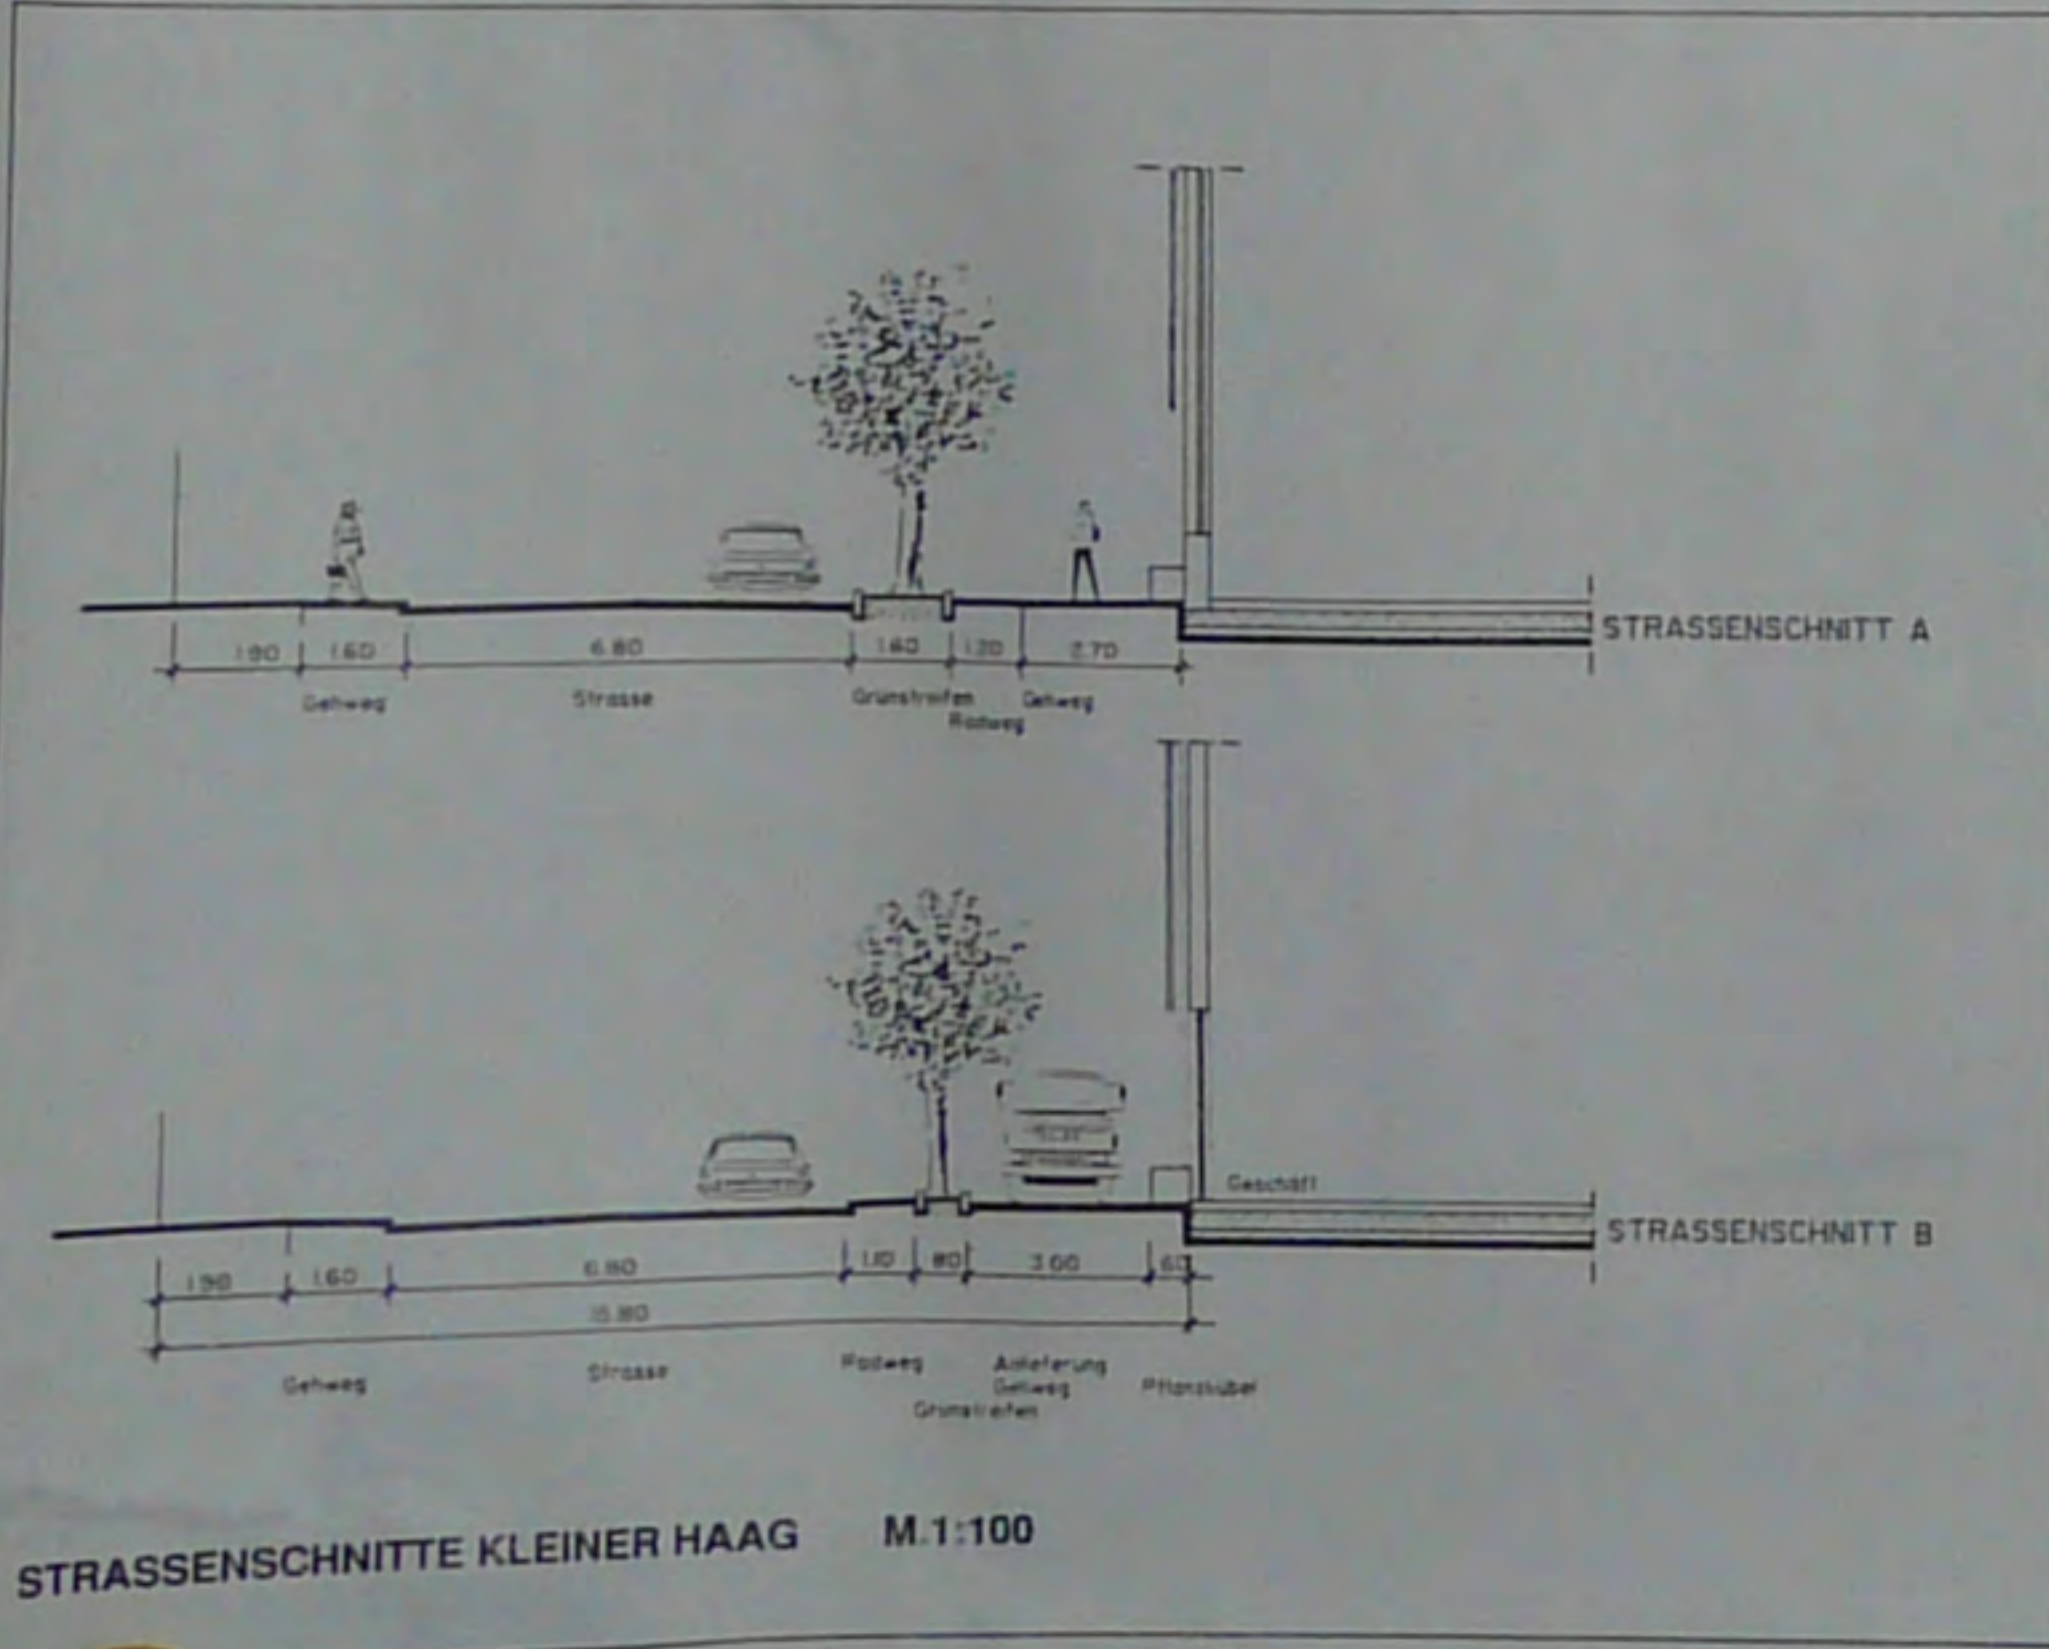 STRASSENSCHNITT A
1.90 1.60 6.80 1.60 1.20 2.70
Gehweg Strasse Grünstreifen Gehweg
Radweg
Geschäft
STRASSENSCHNITT B
1.90 1.60 6.80 1.10 80 3.00 60
15.80
Gehweg Strasse Radweg Anlieferung Pflanzkübel
Gehweg
Grünstreifen
STRASSENSCHNITTE KLEINER HAAG M.1:100